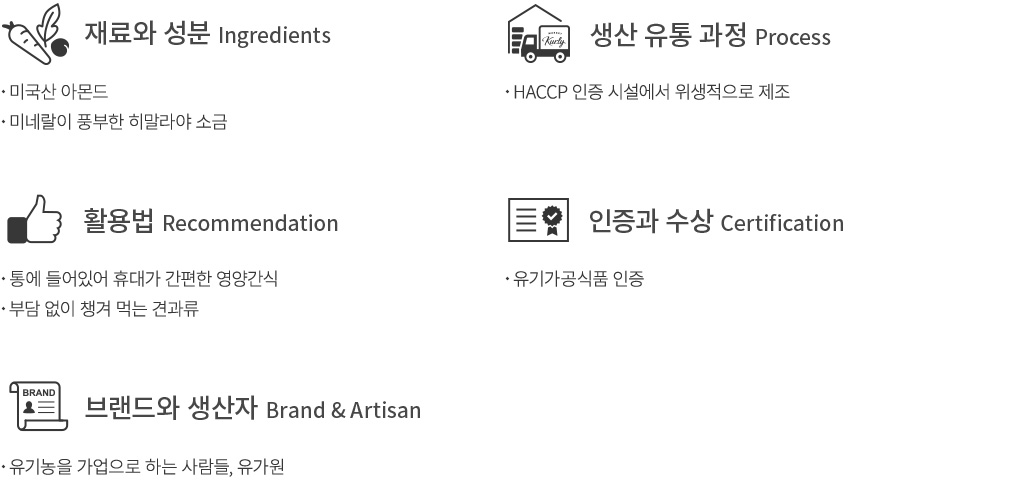 재료와 성분 Ingredients
· 미국산 아몬드
· 미네랄이 풍부한 히말라야 소금
Kurly
생산 유통 과정 Process
· HACCP 인증 시설에서 위생적으로 제조
활용법 Recommendation
· 통에 들어있어 휴대가 간편한 영양간식
· 부담 없이 챙겨 먹는 견과류
인증과 수상 Certification
· 유기가공식품 인증
BRAND
브랜드와 생산자 Brand & Artisan
· 유기농을 가업으로 하는 사람들, 유가원